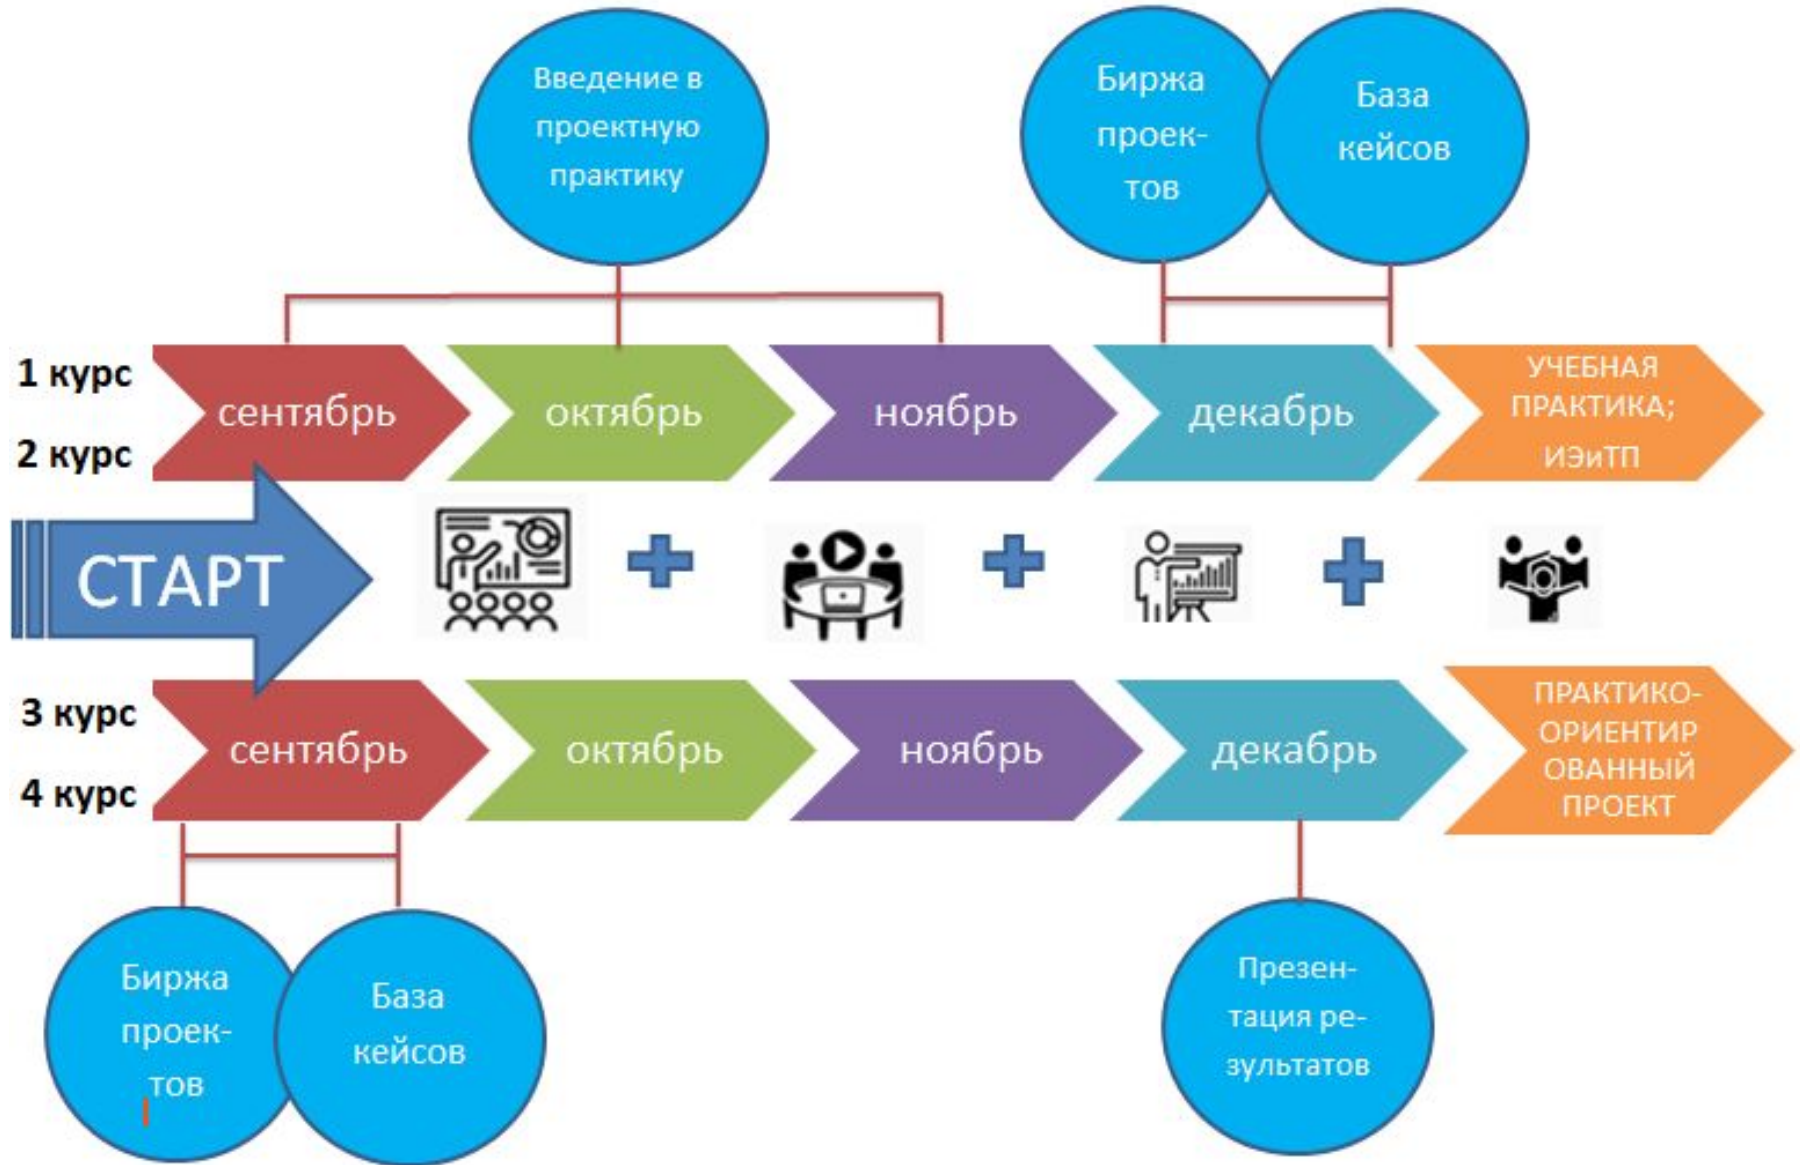 Введение в
проектную
практику
Биржа
проек-
тов
База
кейсов
1 курс
2 курс
сентябрь
октябрь
ноябрь
декабрь
УЧЕБНАЯ
ПРАКТИКА;
ИЭиТП
СТАРТ
3 курс
4 курс
сентябрь
октябрь
ноябрь
декабрь
ПРАКТИКО-
ОРИЕНТИР
ОВАННЫЙ
ПРОЕКТ
Биржа
проек-
тов
База
кейсов
Презен-
тация ре-
зультатов